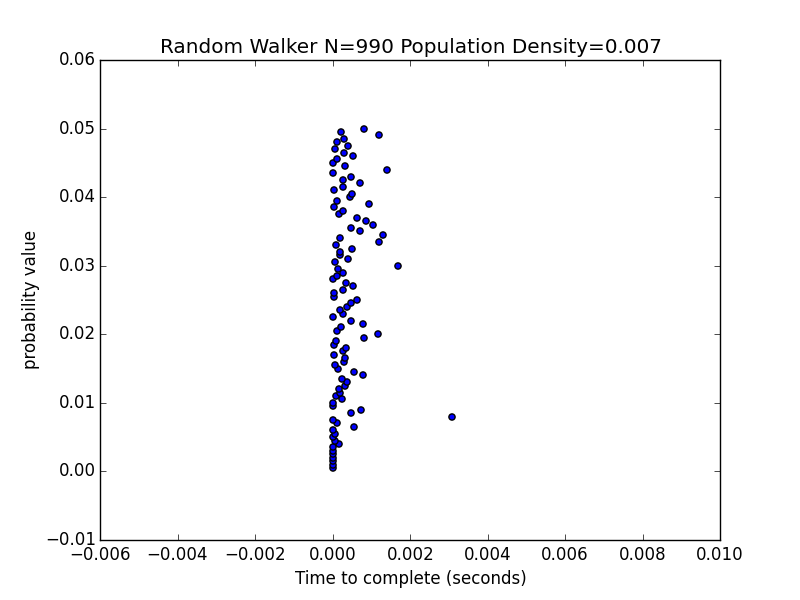 Random Walker N=990 Population Density=0.007
0.06
0.05
0.04
0.03
0.02
0.01
0.00
−0.01
probability value
−0.006 −0.004 −0.002 0.000 0.002 0.004 0.006 0.008 0.010
Time to complete (seconds)